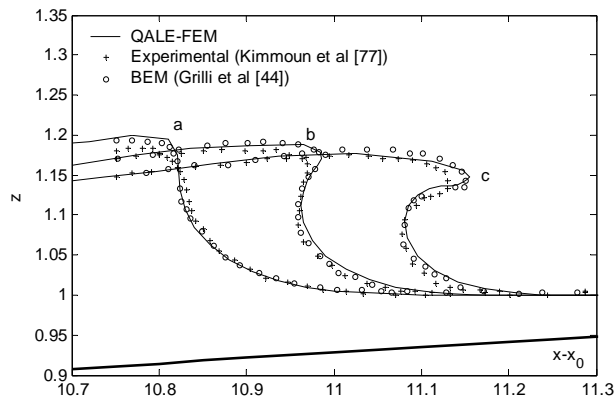 1.35
1.3
1.25
1.2
1.15
1.1
1.05
1
0.95
0.9
z
QALE-FEM
Experimental (Kimmoun et al [77])
BEM (Grilli et al [44])
a
b
c
x-x0
10.7 10.8 10.9 11 11.1 11.2 11.3